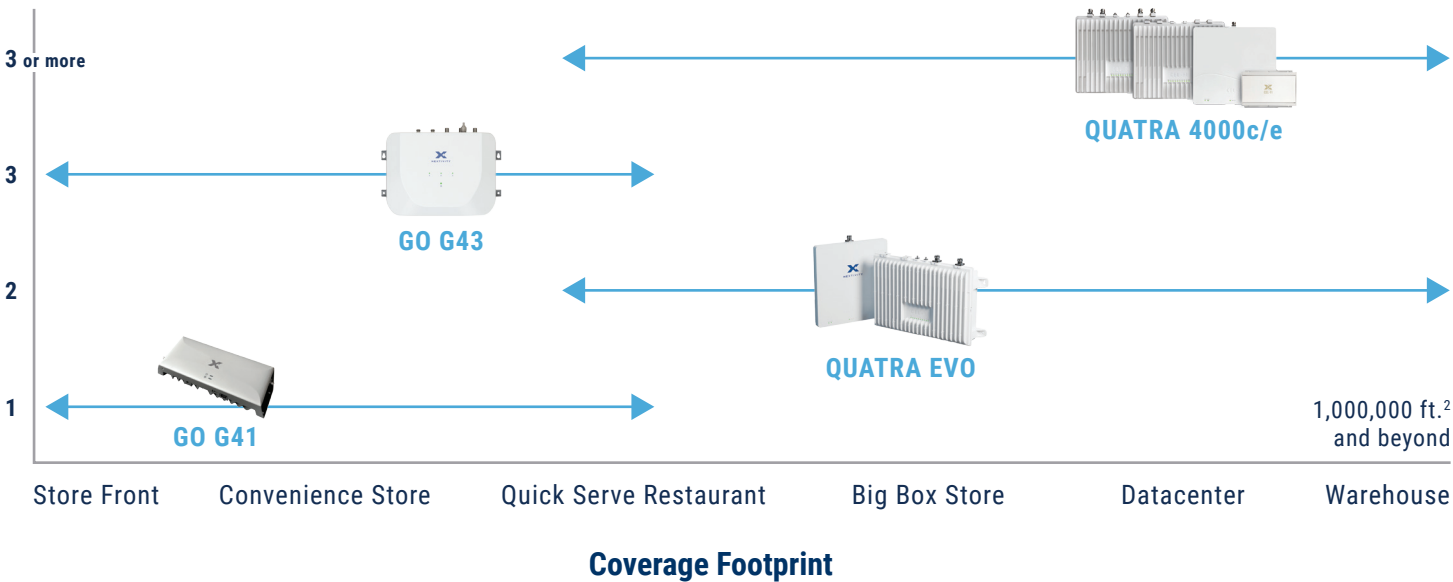 3 or more
QUATRA 4000c/e
3
GO G43
2
QUATRA EVO
1
GO G41
1,000,000 ft.²
and beyond
Store Front Convenience Store Quick Serve Restaurant Big Box Store Datacenter Warehouse
Coverage Footprint